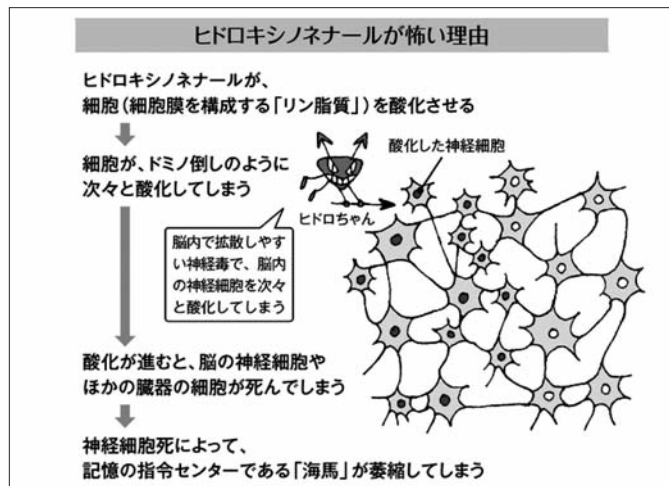 ヒドロキシノネナールが怖い理由
ヒドロキシノネナールが、
細胞(細胞膜を構成する「リン脂質」)を酸化させる
細胞が、ドミノ倒しのように
次々と酸化してしまう
酸化した神経細胞
ヒドロちゃん
脳内で拡散しやす
い神経毒で、脳内
の神経細胞を次々
と酸化してしまう
酸化が進むと、脳の神経細胞や
ほかの臓器の細胞が死んでしまう
神経細胞死によって、
記憶の指令センターである「海馬」が萎縮してしまう